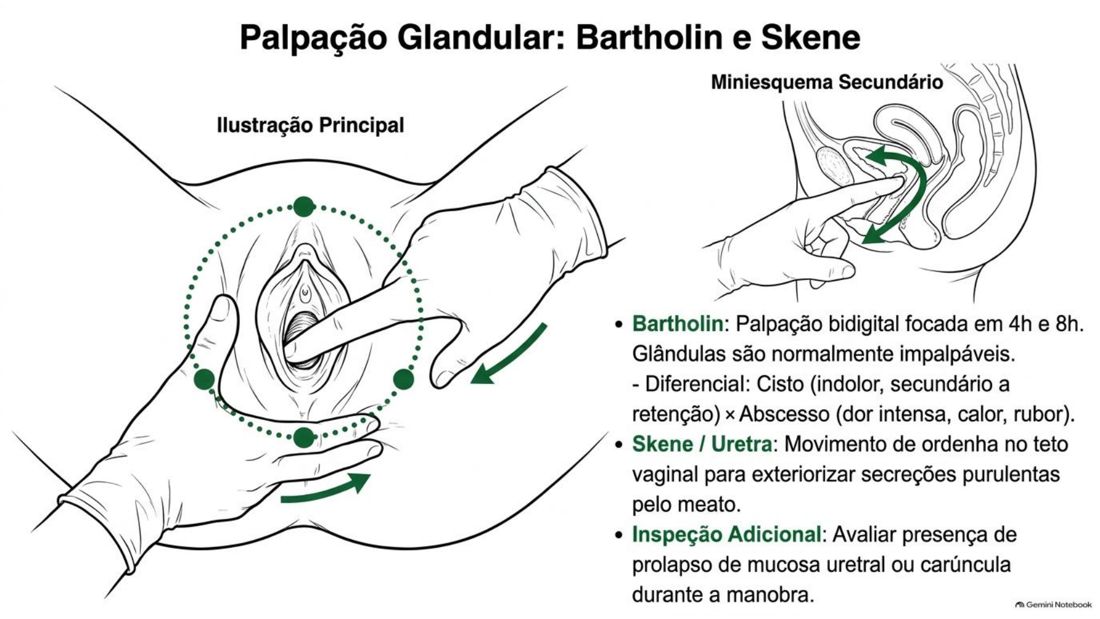 Palpação Glandular: Bartholin e Skene
Ilustração Principal
Miniesquema Secundário
• Bartholin: Palpação bidigital focada em 4h e 8h.
Glândulas são normalmente impalpáveis.
- Diferencial: Cisto (indolor, secundário a
retenção) × Abscesso (dor intensa, calor, rubor).
• Skene / Uretra: Movimento de ordenha no teto
vaginal para exteriorizar secreções purulentas
pelo meato.
• Inspeção Adicional: Avaliar presença de
prolapso de mucosa uretral ou carúncula
durante a manobra.
Gemini Notebook